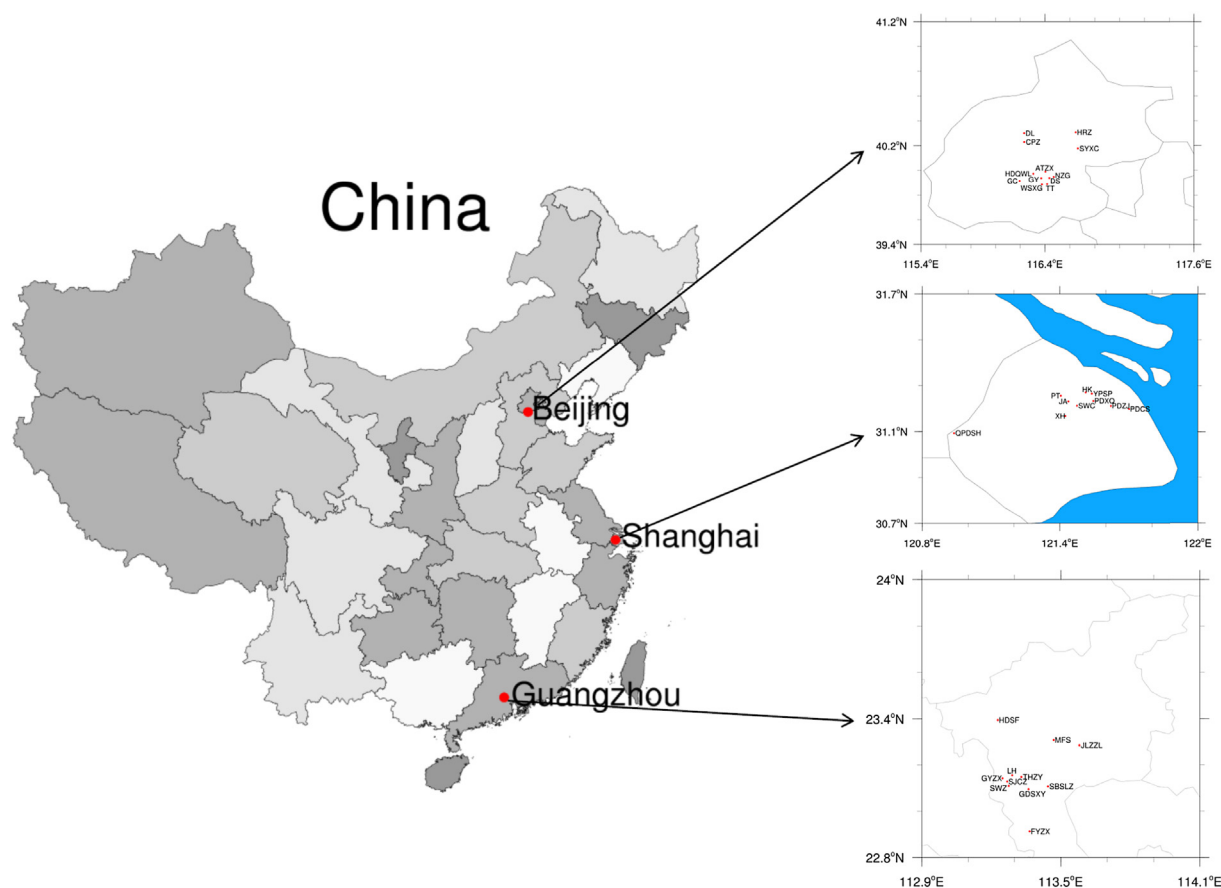 China
Beijing
Shanghai
Guangzhou
41.2°N
40.2°N
39.4°N
115.4°E
116.4°E
117.6°E
DL
HRZ
CPZ
SYXC
ATZX
HDQWL
NZG
GC
GY
DS
WSXG
TT
31.7°N
31.1°N
30.7°N
120.8°E
121.4°E
122°E
HK
PT
YPSP
JA
SWC
PDXQ
PDZJ
PDCS
XH
QPDSH
24°N
23.4°N
22.8°N
112.9°E
113.5°E
114.1°E
HDSF
MFS
JLZZL
LH
GYZX
THZY
SJCZ
SWZ
GDSXY
SBSLZ
FYZX